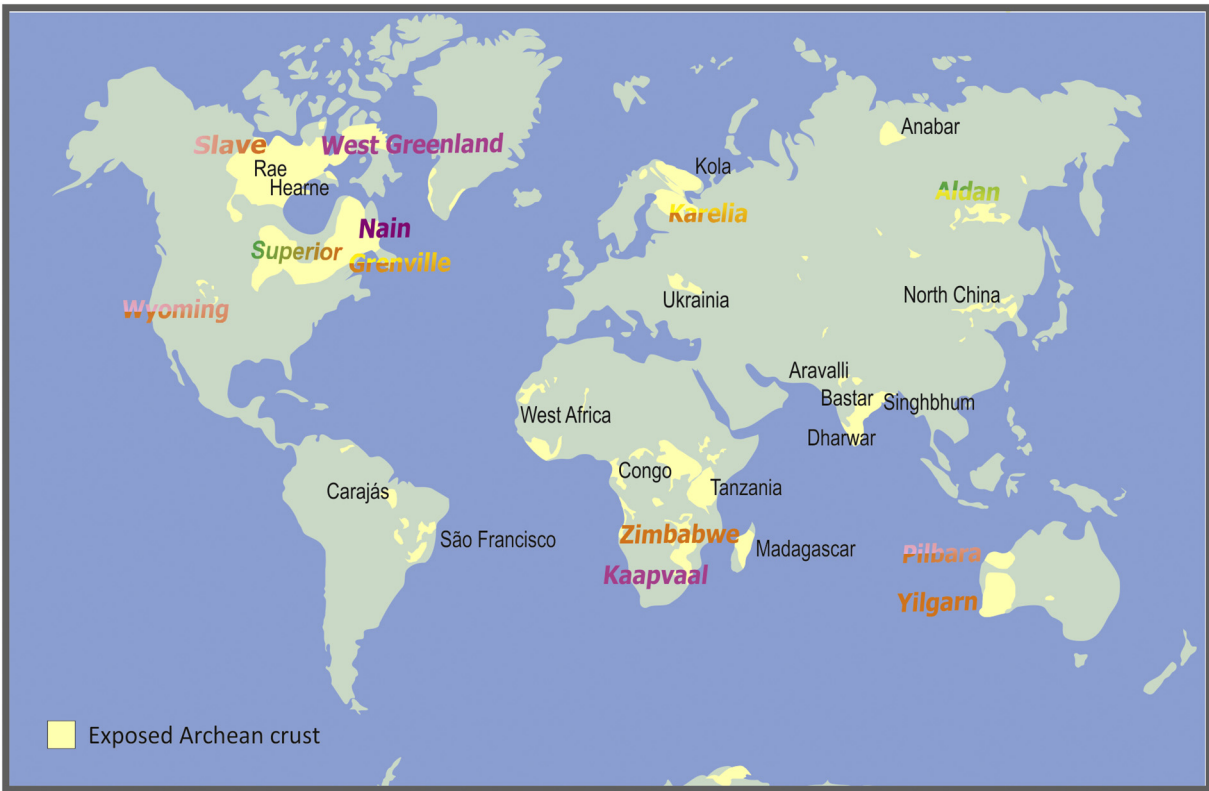 Anabar
Slave
West Greenland
Rae
Kola
Hearne
Aldan
Karelia
Nain
Superior
Grenville
North China
Ukrainia
Wyoming
Aravalli
Bastar
Singhbhum
West Africa
Dharwar
Congo
Tanzania
Carajás
Zimbabwe
São Francisco
Madagascar
Pilbara
Kaapvaal
Yilgarn
Exposed Archean crust